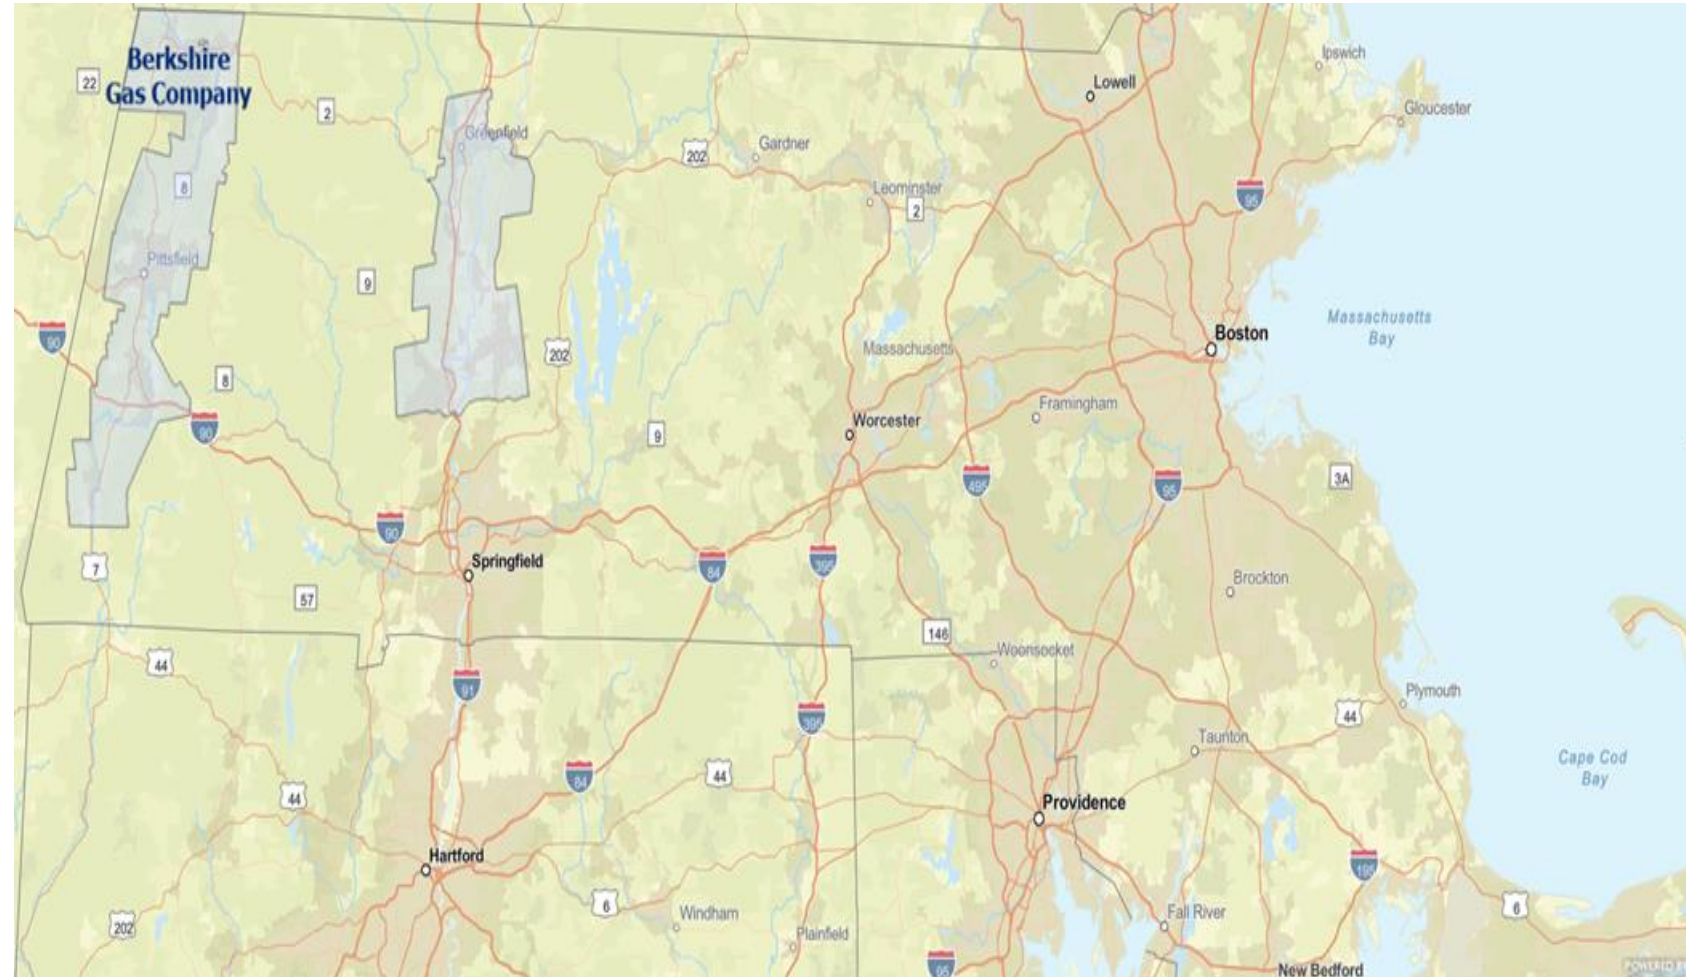 Berkshire
Gas Company
22
2
8
Pittsfield
9
90
8
90
Greenfield
202
Gardner
Leominster
2
Lowell
Ipswich
Gloucester
95
Massachusetts
Bay
Boston
202
Massachusetts
Framingham
Worcester
9
495
95
3A
90
Springfield
84
395
7
57
Brockton
146
Woonsocket
44
91
395
Plymouth
44
Taunton
Cape Cod
Bay
84
44
44
Providence
Hartford
195
6
Windham
Plainfield
202
Fall River
6
95
New Bedford
POWERED BY